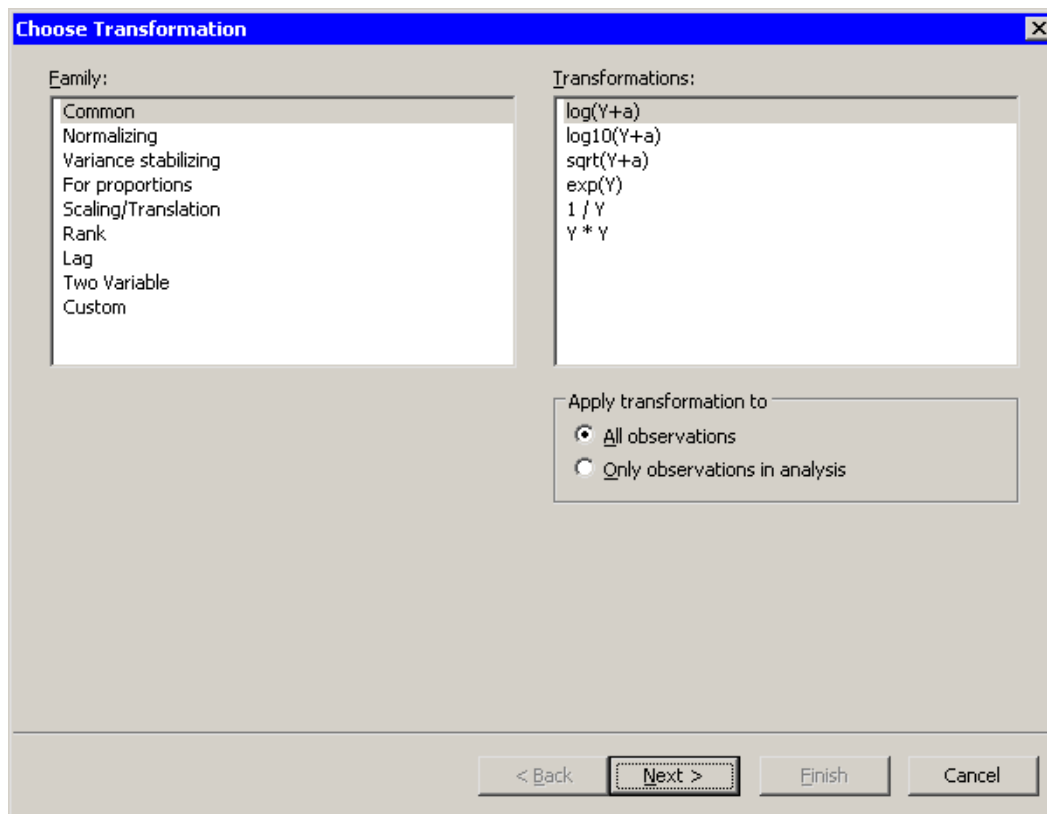 Choose Transformation
Family:
Common
Normalizing
Variance stabilizing
For proportions
Scaling/Translation
Rank
Lag
Two Variable
Custom
Transformations:
log(Y+a)
log10(Y+a)
sqrt(Y+a)
exp(Y)
1 / Y
Y * Y
Apply transformation to
All observations
Only observations in analysis
< Back
Next >
Finish
Cancel